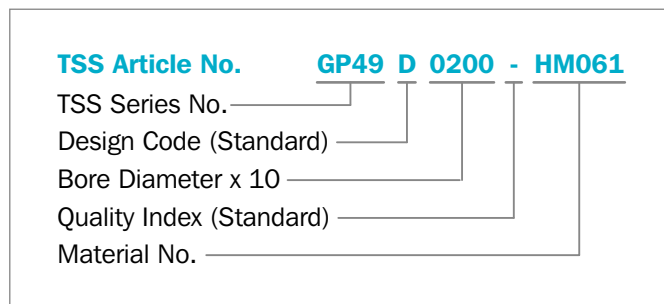 TSS Article No. GP49 D 0200 - HM061
TSS Series No.
Design Code (Standard)
Bore Diameter x 10
Quality Index (Standard)
Material No.